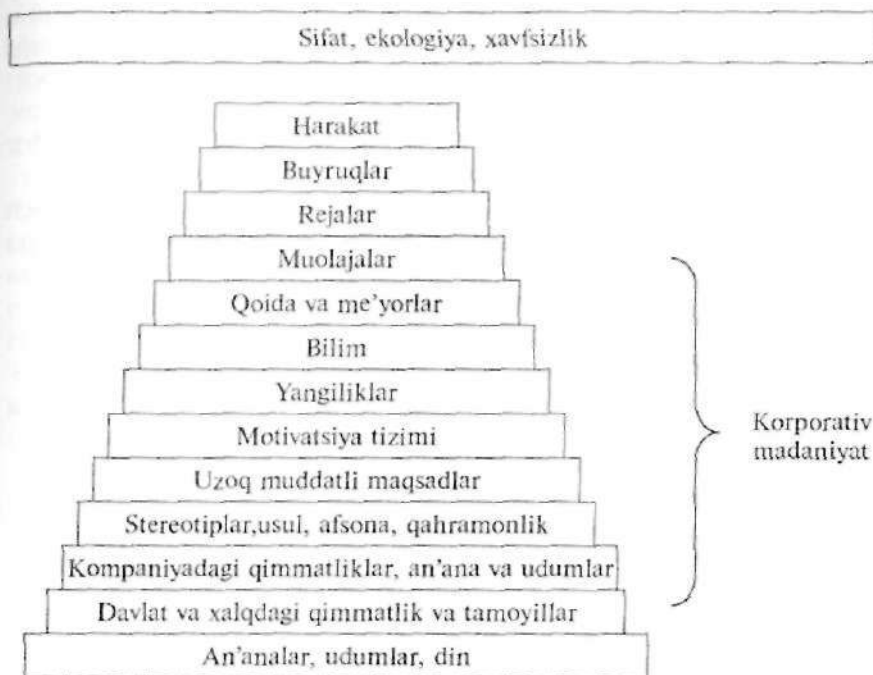 Sifat, ekologiya, xavfsizlik
Harakat
Buyruqlar
Rejalar
Muolajalar
Qoida va me’yorlar
Bilim
Yangiliklar
Motivatsiya tizimi
Uzoq muddatli maqsadlar
Stereotiplar,usul, afsona, qahramonlik
Kompaniyadagi qimmatliklar, an’ana va udumlar
Davlat va xalqdagi qimmatlik va tamoyillar
An’analar, udumlar, din
Korporativ
madaniyat